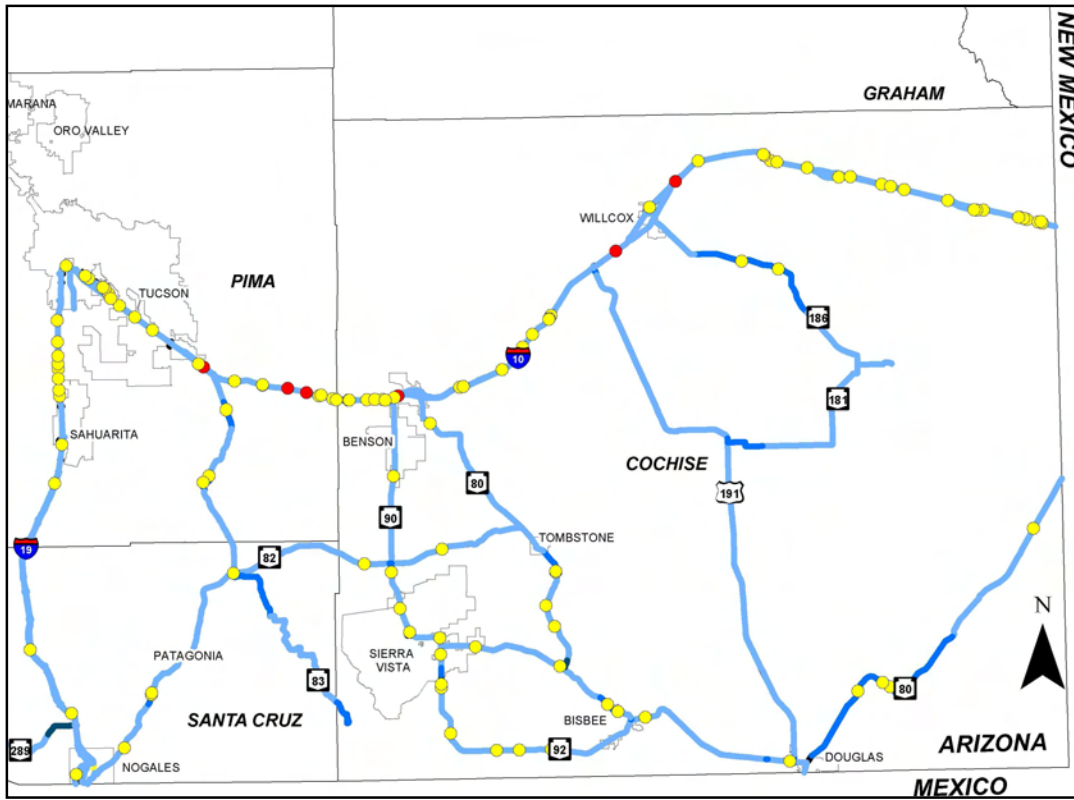 NEW MEXICO
GRAHAM
MARANA
ORO VALLEY
WILLCOX
PIMA
TUCSON
186
10
181
SAHUARITA
BENSON
COCHISE
80
191
90
19
82
TOMBSTONE
N
PATAGONIA
SIERRA
VISTA
83
80
SANTA CRUZ
BISBEE
289
92
ARIZONA
NOGALES
DOUGLAS
MEXICO